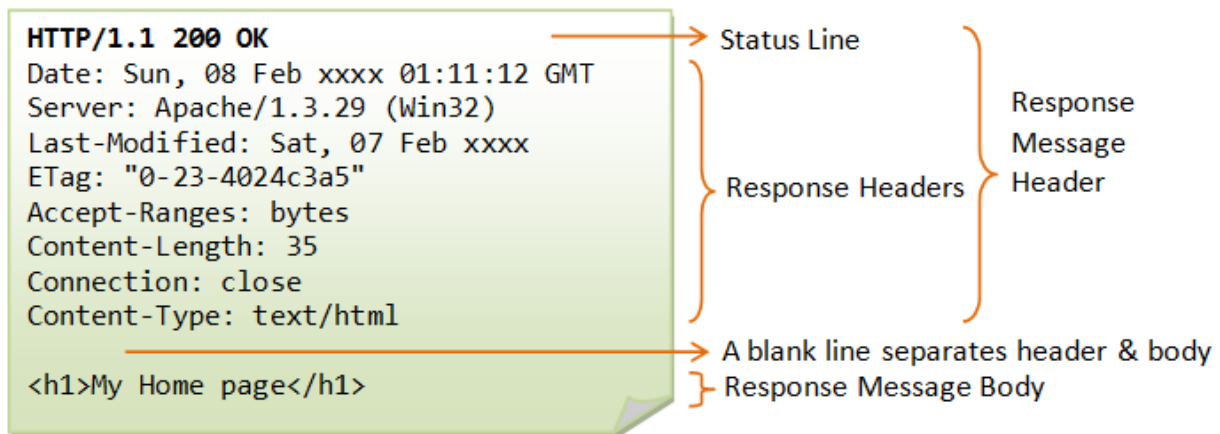 HTTP/1.1 200 OK
Date: Sun, 08 Feb xxxx 01:11:12 GMT
Server: Apache/1.3.29 (Win32)
Last-Modified: Sat, 07 Feb xxxx
ETag: "0-23-4024c3a5"
Accept-Ranges: bytes
Content-Length: 35
Connection: close
Content-Type: text/html
<h1>My Home page</h1>
Status Line
Response Headers
Response
Message
Header
A blank line separates header & body
Response Message Body